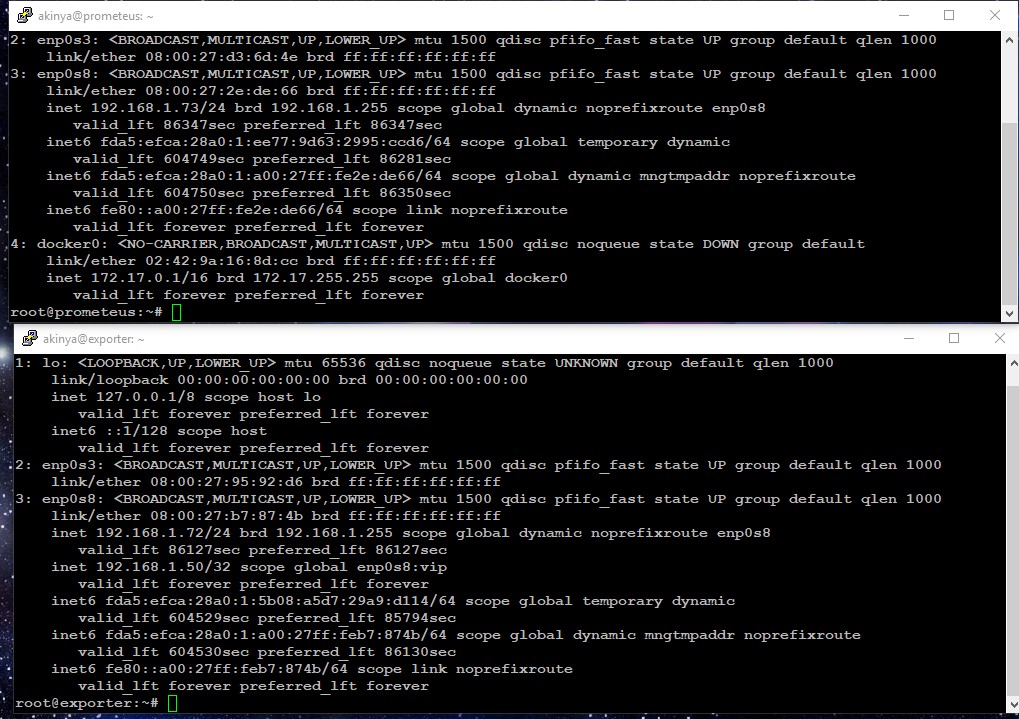 akinya@prometeus: ~
2: enp0s3: <BROADCAST,MULTICAST,UP,LOWER_UP> mtu 1500 qdisc pfifo_fast state UP group default qlen 1000
    link/ether 08:00:27:d3:6d:4e brd ff:ff:ff:ff:ff:ff
3: enp0s8: <BROADCAST,MULTICAST,UP,LOWER_UP> mtu 1500 qdisc pfifo_fast state UP group default qlen 1000
    link/ether 08:00:27:2e:de:66 brd ff:ff:ff:ff:ff:ff
    inet 192.168.1.73/24 brd 192.168.1.255 scope global dynamic noprefixroute enp0s8
       valid_lft 86347sec preferred_lft 86347sec
    inet6 fda5:efca:28a0:1:ee77:9d63:2995:ccd6/64 scope global temporary dynamic
       valid_lft 604749sec preferred_lft 86281sec
    inet6 fda5:efca:28a0:1:a00:27ff:fe2e:de66/64 scope global dynamic mngtmpaddr noprefixroute
       valid_lft 604750sec preferred_lft 86350sec
    inet6 fe80::a00:27ff:fe2e:de66/64 scope link noprefixroute
       valid_lft forever preferred_lft forever
4: docker0: <NO-CARRIER,BROADCAST,MULTICAST,UP> mtu 1500 qdisc noqueue state DOWN group default
    link/ether 02:42:9a:16:8d:cc brd ff:ff:ff:ff:ff:ff
    inet 172.17.0.1/16 brd 172.17.255.255 scope global docker0
       valid_lft forever preferred_lft forever
root@prometeus:~#
akinya@exporter: ~
1: lo: <LOOPBACK,UP,LOWER_UP> mtu 65536 qdisc noqueue state UNKNOWN group default qlen 1000
    link/loopback 00:00:00:00:00:00 brd 00:00:00:00:00:00
    inet 127.0.0.1/8 scope host lo
       valid_lft forever preferred_lft forever
    inet6 ::1/128 scope host
       valid_lft forever preferred_lft forever
2: enp0s3: <BROADCAST,MULTICAST,UP,LOWER_UP> mtu 1500 qdisc pfifo_fast state UP group default qlen 1000
    link/ether 08:00:27:95:92:d6 brd ff:ff:ff:ff:ff:ff
3: enp0s8: <BROADCAST,MULTICAST,UP,LOWER_UP> mtu 1500 qdisc pfifo_fast state UP group default qlen 1000
    link/ether 08:00:27:b7:87:4b brd ff:ff:ff:ff:ff:ff
    inet 192.168.1.72/24 brd 192.168.1.255 scope global dynamic noprefixroute enp0s8
       valid_lft 86127sec preferred_lft 86127sec
    inet 192.168.1.50/32 scope global enp0s8:vip
       valid_lft forever preferred_lft forever
    inet6 fda5:efca:28a0:1:5b08:a5d7:29a9:d114/64 scope global temporary dynamic
       valid_lft 604529sec preferred_lft 85794sec
    inet6 fda5:efca:28a0:1:a00:27ff:feb7:874b/64 scope global dynamic mngtmpaddr noprefixroute
       valid_lft 604530sec preferred_lft 86130sec
    inet6 fe80::a00:27ff:feb7:874b/64 scope link noprefixroute
       valid_lft forever preferred_lft forever
root@exporter:~#